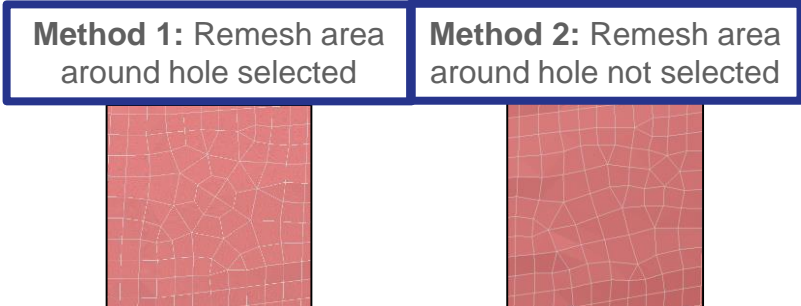 Method 1: Remesh area
around hole selected
Method 2: Remesh area
around hole not selected